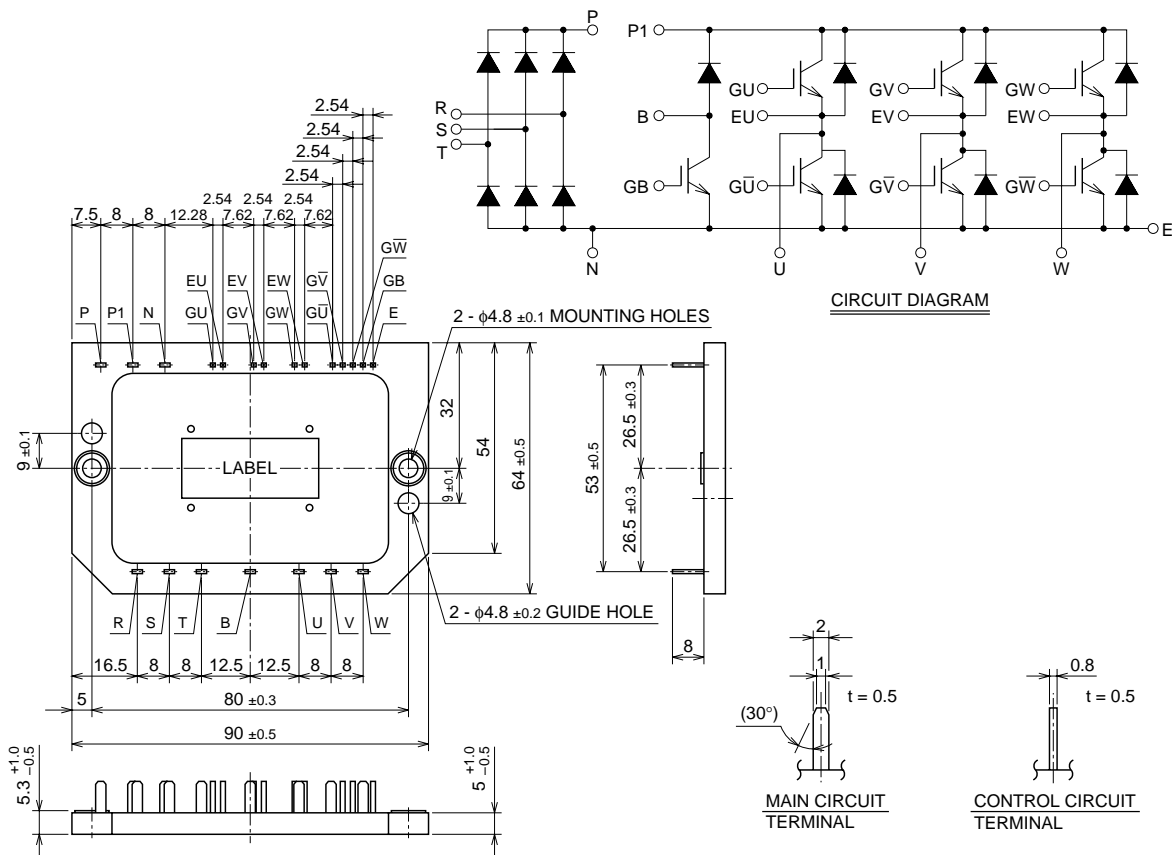 P
P1
R
S
T
GU
EU
B
GB
GU̅
GV
EV
GV̅
GW
EW
GW̅
E
N
U
V
W
CIRCUIT DIAGRAM
2.54
2.54
2.54
2.54
2.54 2.54 2.54
7.5 8 8 12.28 7.62 7.62 7.62
GW̅
EU EV EW GV̅ GB
P P1 N GU GV GW GU̅ E
2 - ϕ4.8 ±0.1 MOUNTING HOLES
9 ±0.1
LABEL
9 ±0.1
32
54
64 ±0.5
53 ±0.5
26.5 ±0.3
26.5 ±0.3
8
R S T B U V W
2 - ϕ4.8 ±0.2 GUIDE HOLE
16.5 8 8 12.5 12.5 8 8
5 80 ±0.3
90 ±0.5
5.3 +1.0 −0.5
5 +1.0 −0.5
2
1
t = 0.5
(30°)
MAIN CIRCUIT
TERMINAL
0.8
t = 0.5
CONTROL CIRCUIT
TERMINAL